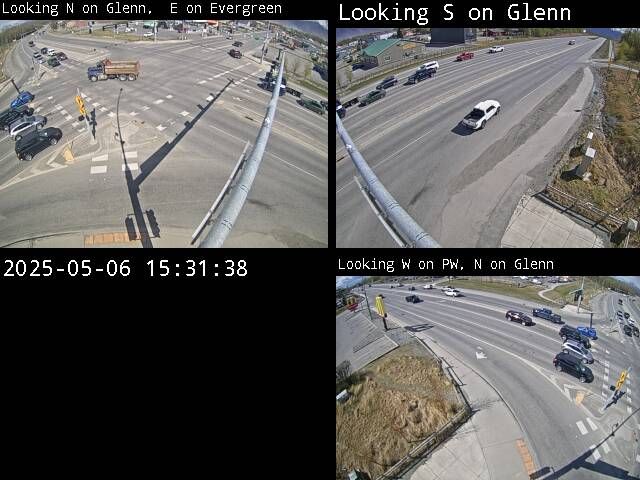 Looking N on Glenn,  E on Evergreen
Looking S on Glenn
2025-05-06 15:31:38
Looking W on PW, N on Glenn